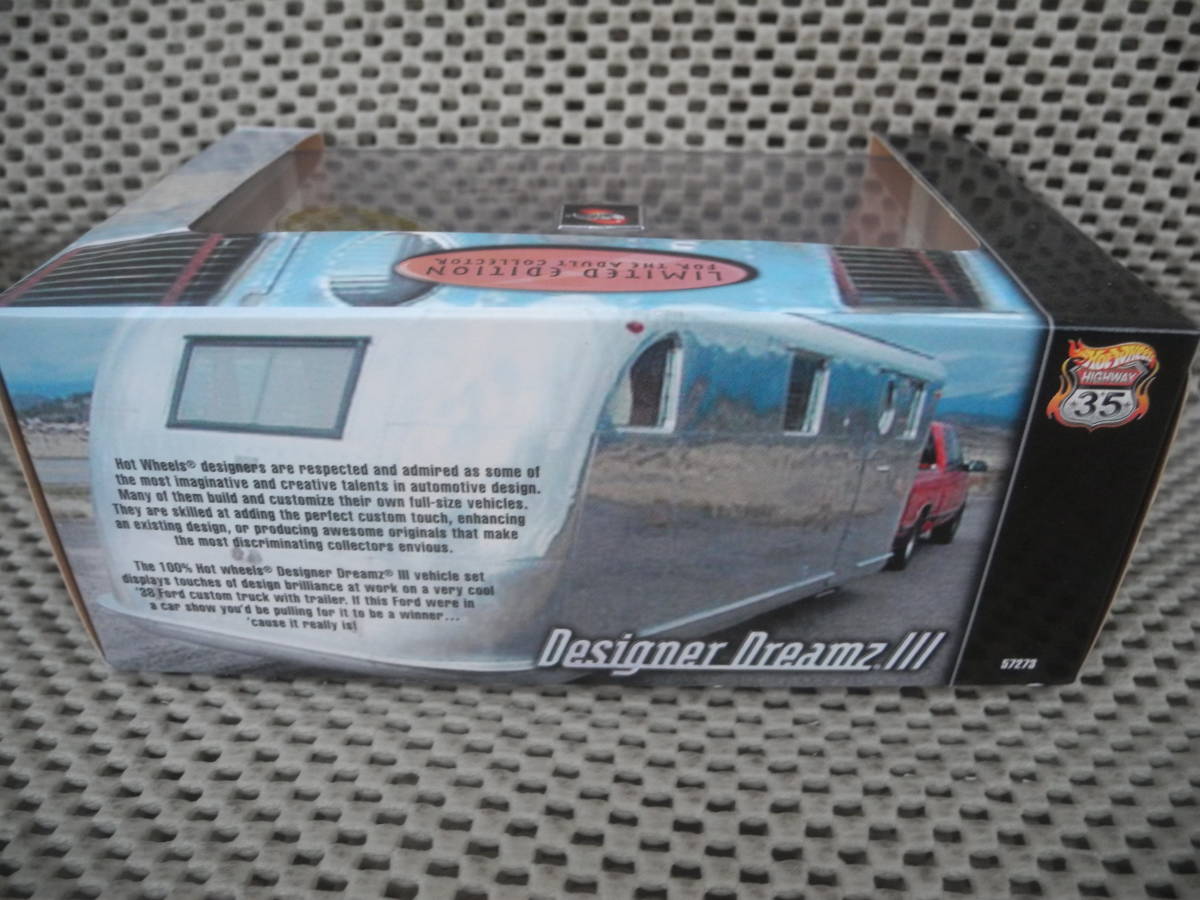 LIMITED EDITION
FOR THE ADULT COLLECTOR
Hot Wheels
HIGHWAY
35
Hot Wheels® designers are respected and admired as some of
the most imaginative and creative talents in automotive design.
Many of them build and customize their own full-size vehicles.
They are skilled at adding the perfect custom touch, enhancing
an existing design, or producing awesome originals that make
the most discriminating collectors envious.
The 100% Hot wheels® Designer Dreamz® III vehicle set
displays touches of design brilliance at work on a very cool
'38 Ford custom truck with trailer. If this Ford were in
a car show you'd be pulling for it to be a winner...
'cause it really is!
Designer Dreamz III
57273